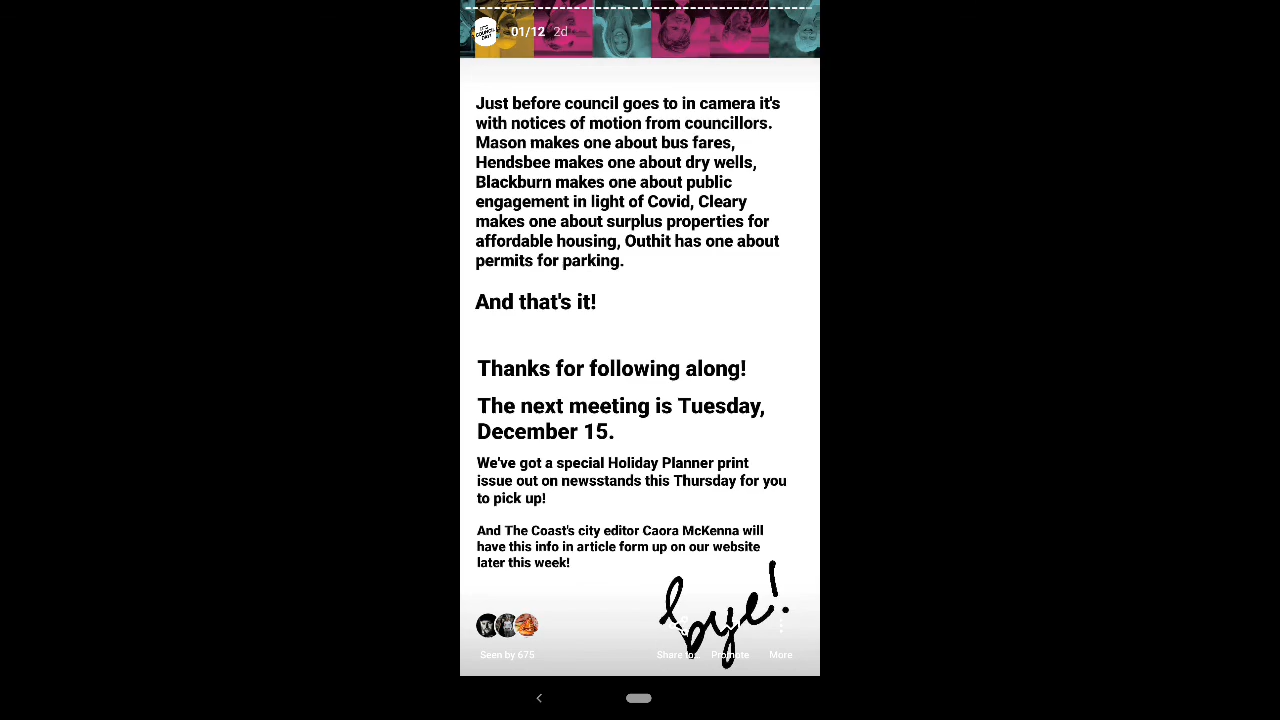 IT'S
COUNCIL
DAY!
01/12 2d
Just before council goes to in camera it's
with notices of motion from councillors.
Mason makes one about bus fares,
Hendsbee makes one about dry wells,
Blackburn makes one about public
engagement in light of Covid, Cleary
makes one about surplus properties for
affordable housing, Outhit has one about
permits for parking.
And that's it!
Thanks for following along!
The next meeting is Tuesday,
December 15.
We've got a special Holiday Planner print
issue out on newsstands this Thursday for you
to pick up!
And The Coast's city editor Caora McKenna will
have this info in article form up on our website
later this week!
bye!
Seen by 675
Share Promote More